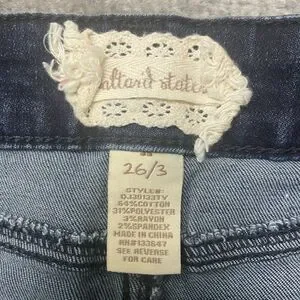 altar'd state
26/3
STYLE#:
DJ30133TY
64%COTTON
31%POLYESTER
3%RAYON
2%SPANDEX
MADE IN CHINA
RN#133647
SEE REVERSE
FOR CARE